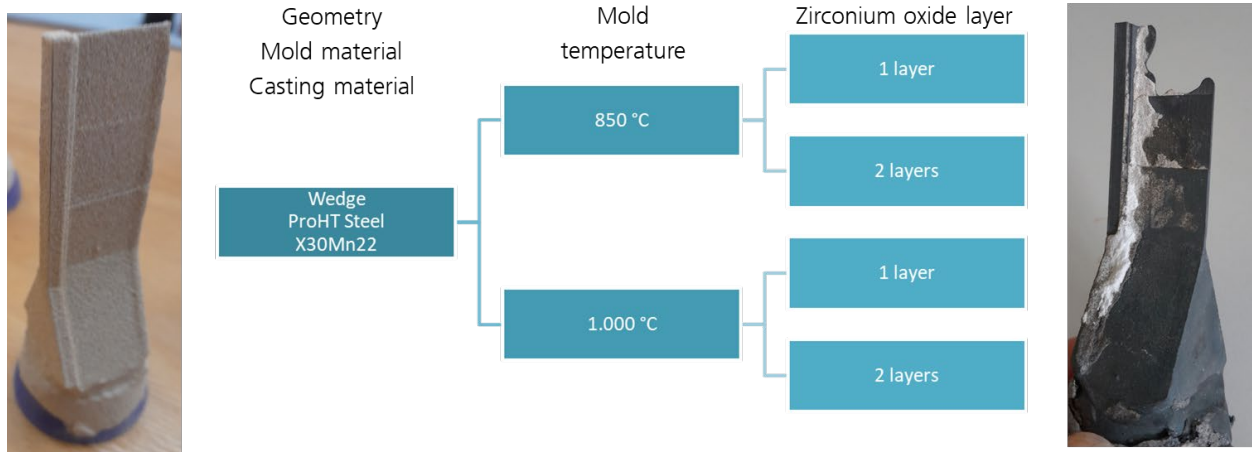 Geometry
Mold material
Casting material
Mold
temperature
Zirconium oxide layer
Wedge
ProHT Steel
X30Mn22
850 °C
1 layer
2 layers
1.000 °C
1 layer
2 layers